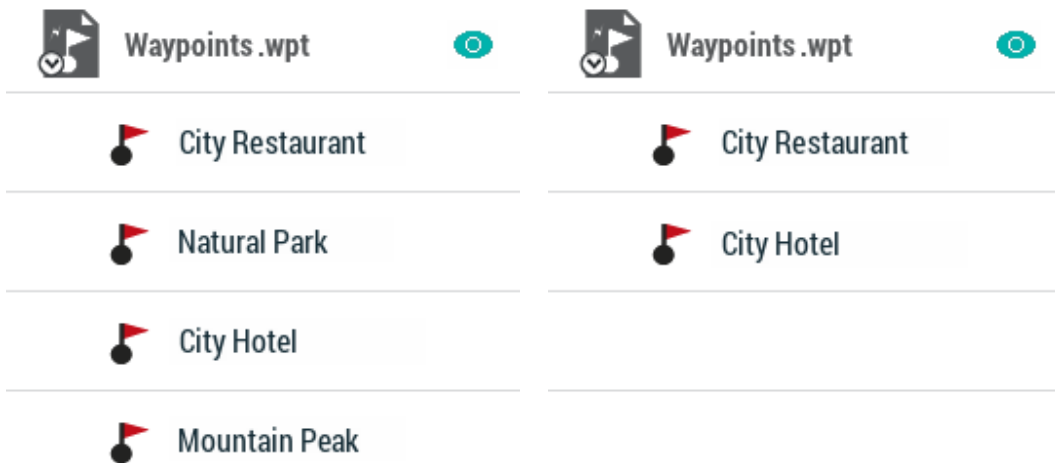 Waypoints.wpt
City Restaurant
Natural Park
City Hotel
Mountain Peak
Waypoints.wpt
City Restaurant
City Hotel